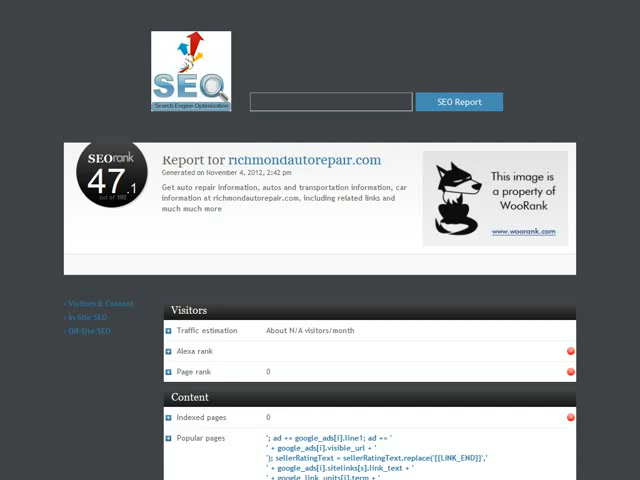 SEO
Search Engine Optimization
SEO Report
SEOrank
47.1
out of 100
Report for richmondautorepair.com
Generated on November 4, 2012, 2:42 pm
Get auto repair information, autos and transportation information, car
information at richmondautorepair.com, including related links and
much much more
This image is
a property of
WooRank
www.woorank.com
› Visitors & Content
› In-Site SEO
› Off-Site SEO
Visitors
Traffic estimation About N/A visitors/month
Alexa rank
Page rank 0
Content
Indexed pages 0
Popular pages '; ad += google_ads[i].line1; ad += '
' + google_ads[i].visible_url + '
'); sellerRatingText = sellerRatingText.replace('{{LINK_END}}','
' + google_ads[i].sitelinks[s].link_text + '
' + google_link_units[i].term + '